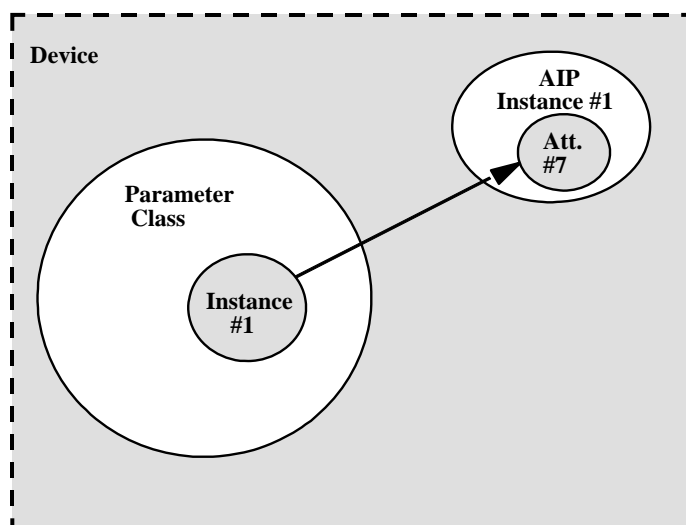 Device
AIP
Instance #1
Att.
#7
Parameter
Class
Instance
#1